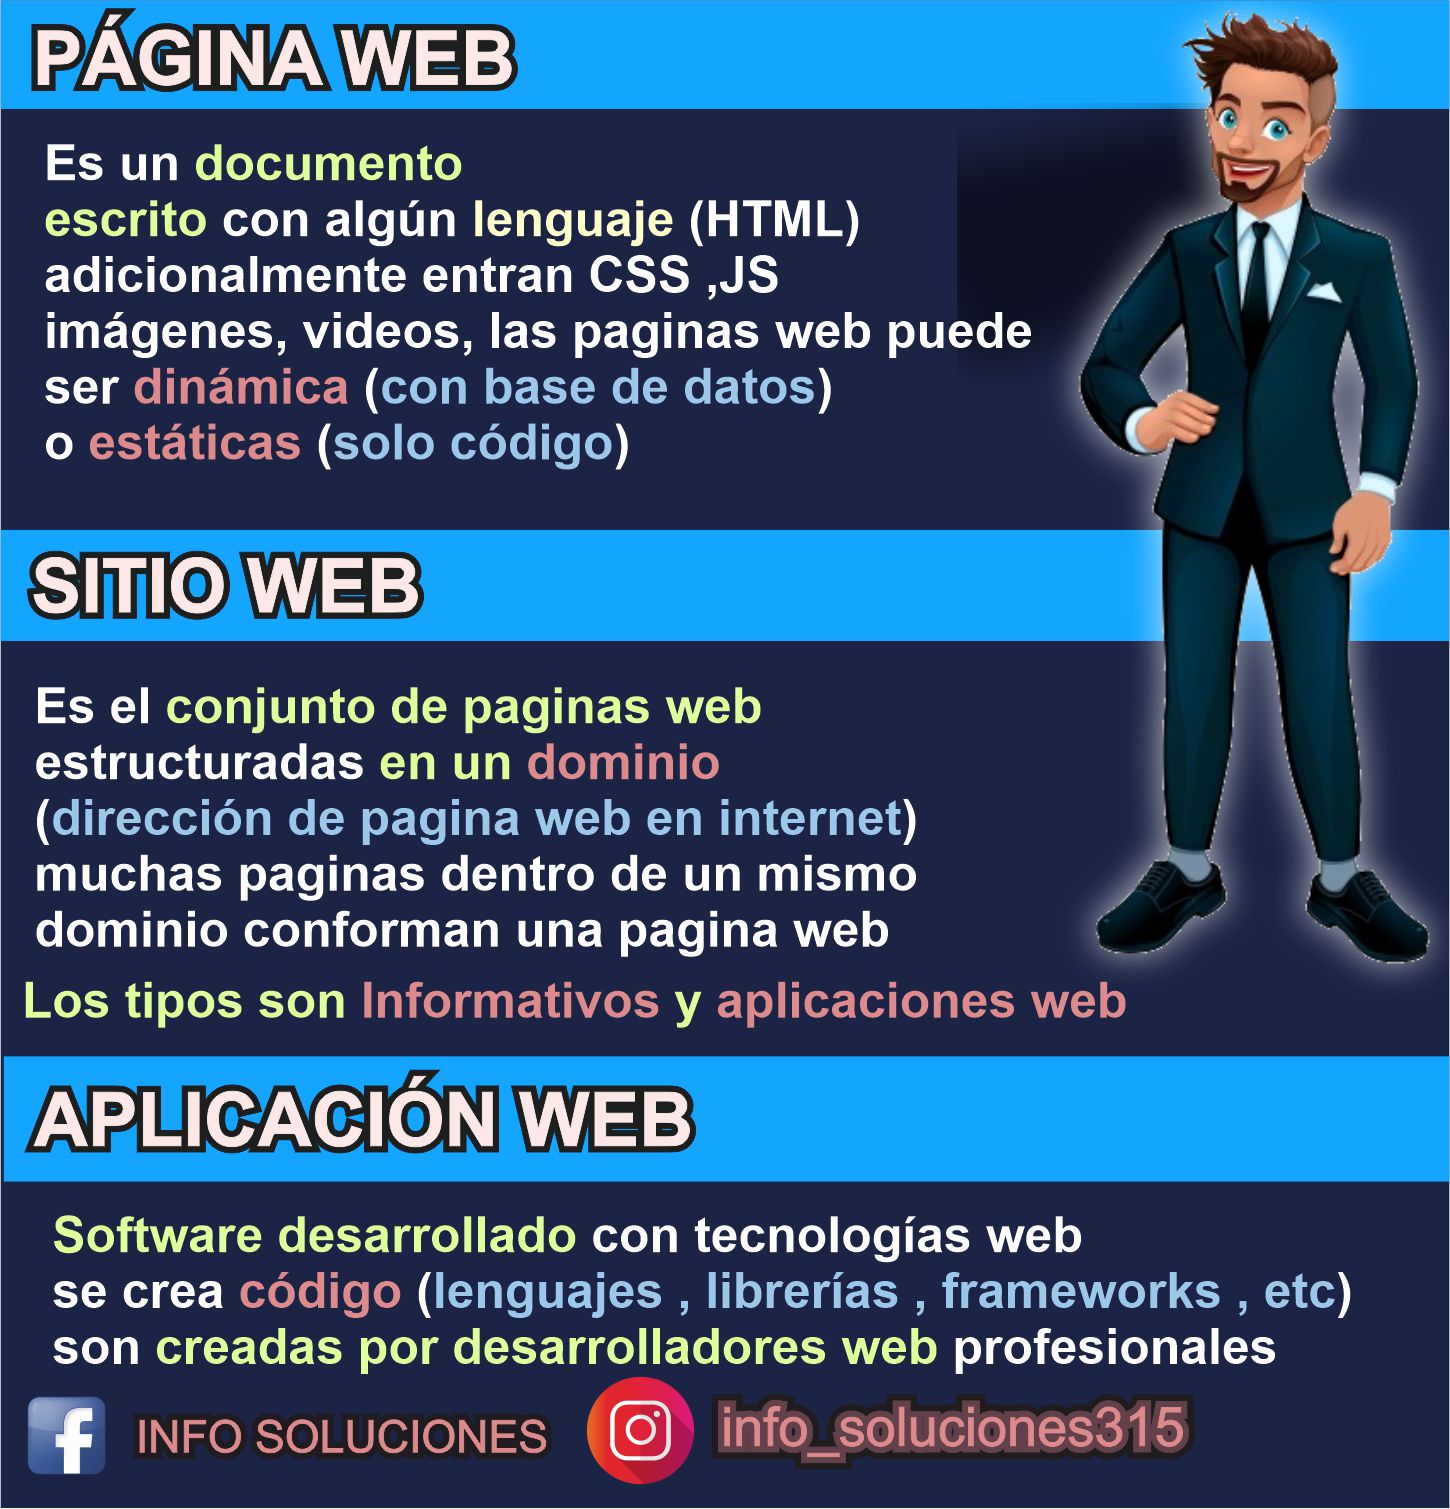 PÁGINA WEB
Es un documento
escrito con algún lenguaje (HTML)
adicionalmente entran CSS ,JS
imágenes, videos, las paginas web puede
ser dinámica (con base de datos)
o estáticas (solo código)
SITIO WEB
Es el conjunto de paginas web
estructuradas en un dominio
(dirección de pagina web en internet)
muchas paginas dentro de un mismo
dominio conforman una pagina web
Los tipos son Informativos y aplicaciones web
APLICACIÓN WEB
Software desarrollado con tecnologías web
se crea código (lenguajes , librerías , frameworks , etc)
son creadas por desarrolladores web profesionales
INFO SOLUCIONES
info_soluciones315